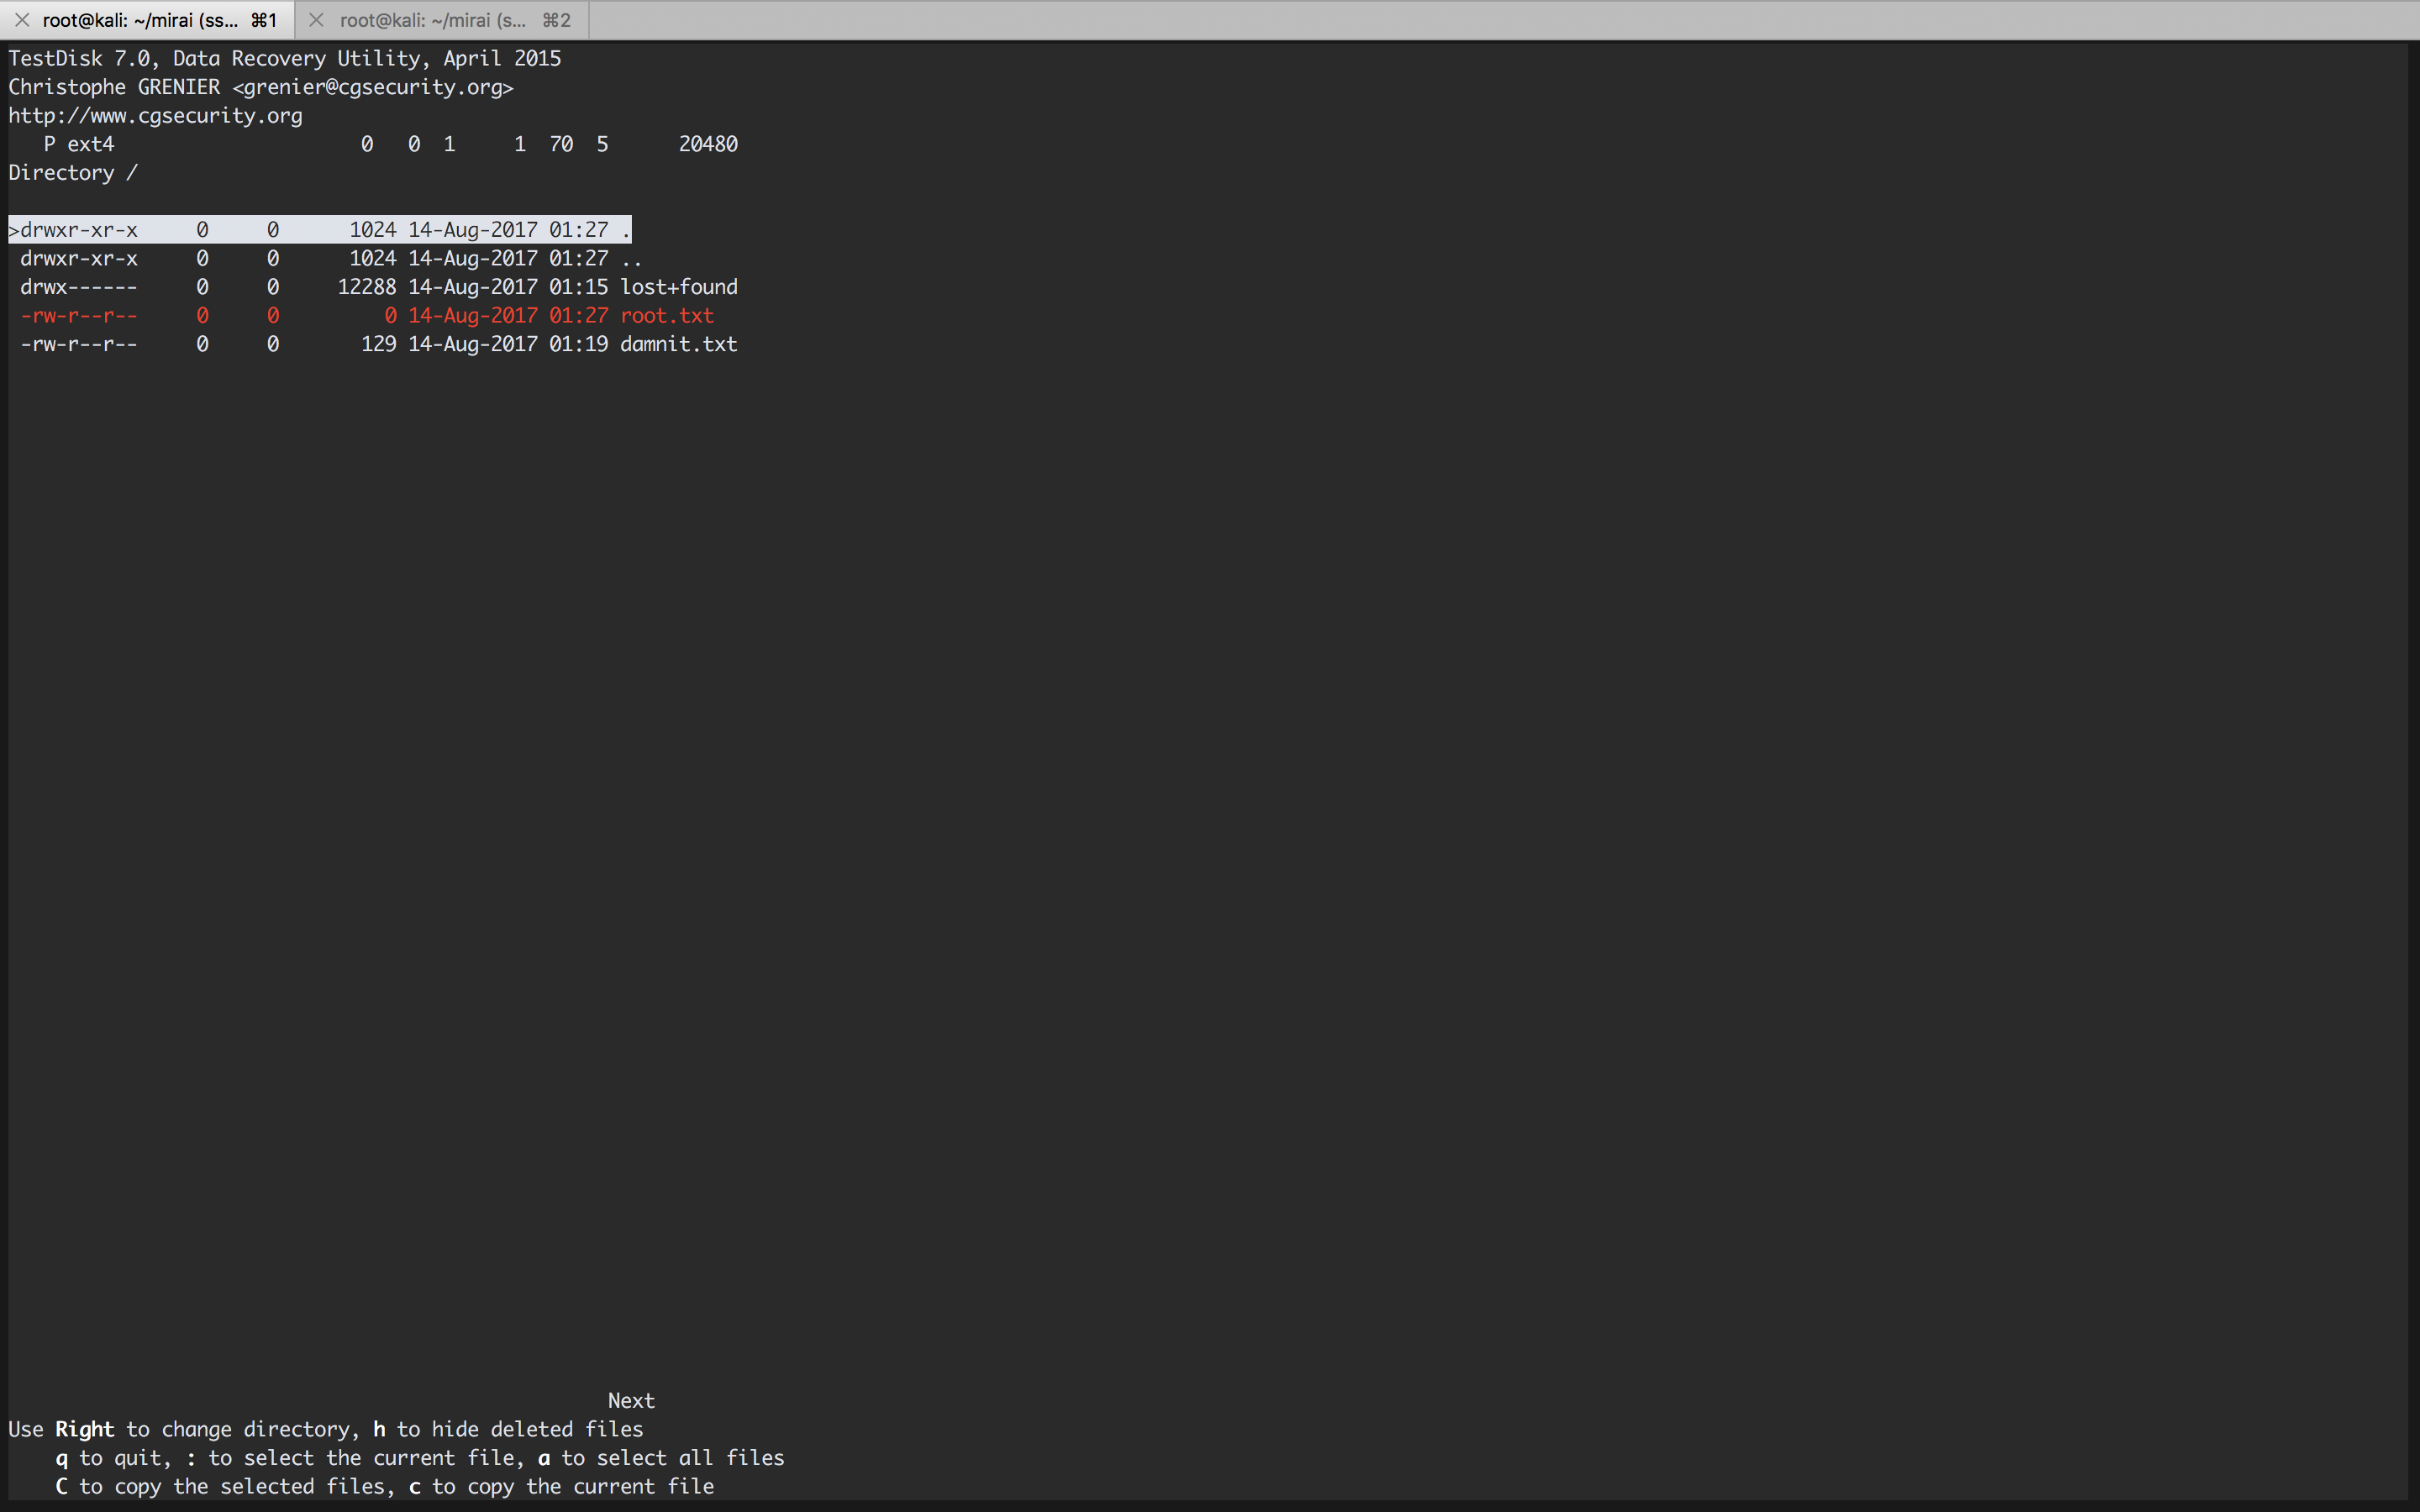 root@kali: ~/mirai (ss... ⌘1 root@kali: ~/mirai (s... ⌘2
TestDisk 7.0, Data Recovery Utility, April 2015
Christophe GRENIER <grenier@cgsecurity.org>
http://www.cgsecurity.org
   P ext4                     0   0  1     1  70  5      20480
Directory /
>drwxr-xr-x     0     0      1024 14-Aug-2017 01:27 .
 drwxr-xr-x     0     0      1024 14-Aug-2017 01:27 ..
 drwx------     0     0     12288 14-Aug-2017 01:15 lost+found
 -rw-r--r--     0     0         0 14-Aug-2017 01:27 root.txt
 -rw-r--r--     0     0       129 14-Aug-2017 01:19 damnit.txt
Next
Use Right to change directory, h to hide deleted files
    q to quit, : to select the current file, a to select all files
    C to copy the selected files, c to copy the current file